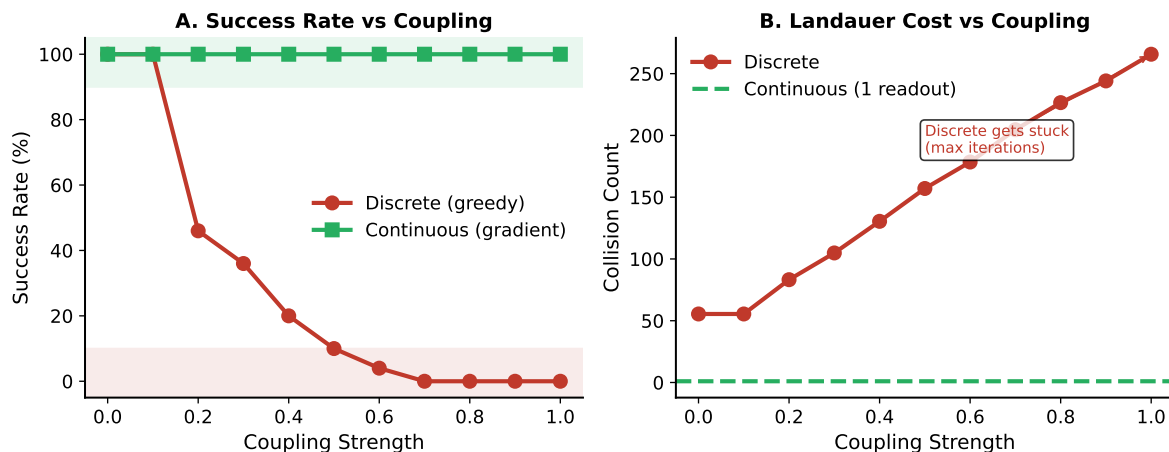 A. Success Rate vs Coupling
Success Rate (%)
100
80
60
40
20
0
Discrete (greedy)
Continuous (gradient)
0.0 0.2 0.4 0.6 0.8 1.0
Coupling Strength
B. Landauer Cost vs Coupling
Collision Count
250
200
150
100
50
0
Discrete
Continuous (1 readout)
Discrete gets stuck
(max iterations)
0.0 0.2 0.4 0.6 0.8 1.0
Coupling Strength